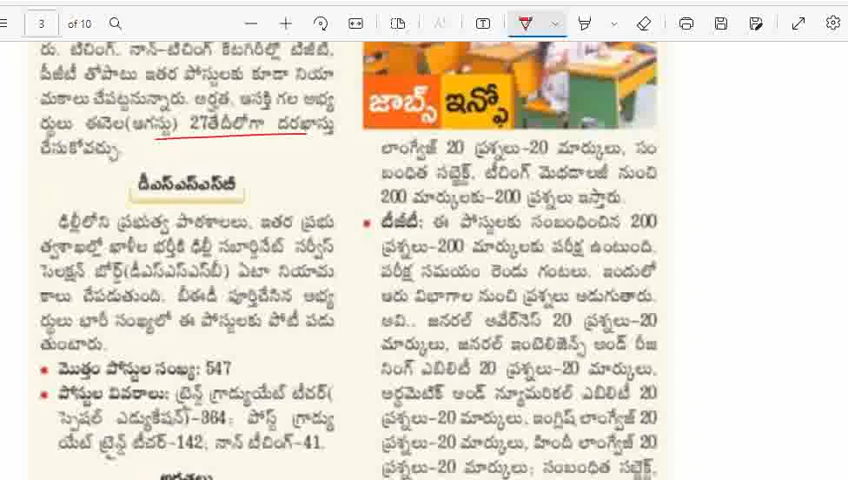 3 of 10
రు. టీచింగ్, నాన్-టీచింగ్ కేటగిరీల్లో టీజీటీ,
పీజీటీ తోపాటు ఇతర పోస్టులకు కూడా నియా
మకాలు చేపట్టనున్నారు. అర్హత, ఆసక్తి గల అభ్య
ర్థులు ఈనెల(ఆగస్టు) 27తేదీలోగా దరఖాస్తు
చేసుకోవచ్చు.
డీఎస్ఎస్ఎస్‌టీ
ఢిల్లీలోని ప్రభుత్వ పాఠశాలలు, ఇతర ప్రభు
త్వశాఖల్లో ఖాళీల భర్తీకి ఢిల్లీ సబార్డినేట్ సర్వీస్
సెలక్షన్ బోర్డ్(డీఎస్ఎస్ఎస్‌బీ) ఏటా నియామ
కాలు చేపడుతుంది. బీఈడీ పూర్తిచేసిన అభ్య
ర్థులు భారీ సంఖ్యలో ఈ పోస్టులకు పోటీ పడు
తుంటారు.
• మొత్తం పోస్టుల సంఖ్య: 547
• పోస్టుల వివరాలు: ట్రైన్డ్ గ్రాడ్యుయేట్ టీచర్(
స్పెషల్ ఎడ్యుకేషన్)-364; పోస్ట్ గ్రాడ్యు
యేట్ ట్రైన్డ్ టీచర్-142; నాన్ టీచింగ్-41.
అర్హతలు
జాబ్స్ ఇన్ఫో
లాంగ్వేజ్ 20 ప్రశ్నలు-20 మార్కులు, సం
బంధిత సబ్జెక్ట్, టీచింగ్ మెథడాలజీ నుంచి
200 మార్కులకు-200 ప్రశ్నలు ఇస్తారు.
• టీజీటీ: ఈ పోస్టులకు సంబంధించిన 200
ప్రశ్నలు-200 మార్కులకు పరీక్ష ఉంటుంది.
పరీక్ష సమయం రెండు గంటలు. ఇందులో
ఆరు విభాగాల నుంచి ప్రశ్నలు అడుగుతారు.
అవి.. జనరల్ అవేర్‌నెస్ 20 ప్రశ్నలు-20
మార్కులు, జనరల్ ఇంటెలిజెన్స్ అండ్ రీజ
నింగ్ ఎబిలిటీ 20 ప్రశ్నలు-20 మార్కులు,
అర్థమెటిక్ అండ్ న్యూమరికల్ ఎబిలిటీ 20
ప్రశ్నలు-20 మార్కులు, ఇంగ్లిష్ లాంగ్వేజ్ 20
ప్రశ్నలు-20 మార్కులు, హిందీ లాంగ్వేజ్ 20
ప్రశ్నలు-20 మార్కులు; సంబంధిత సబ్జెక్ట్,